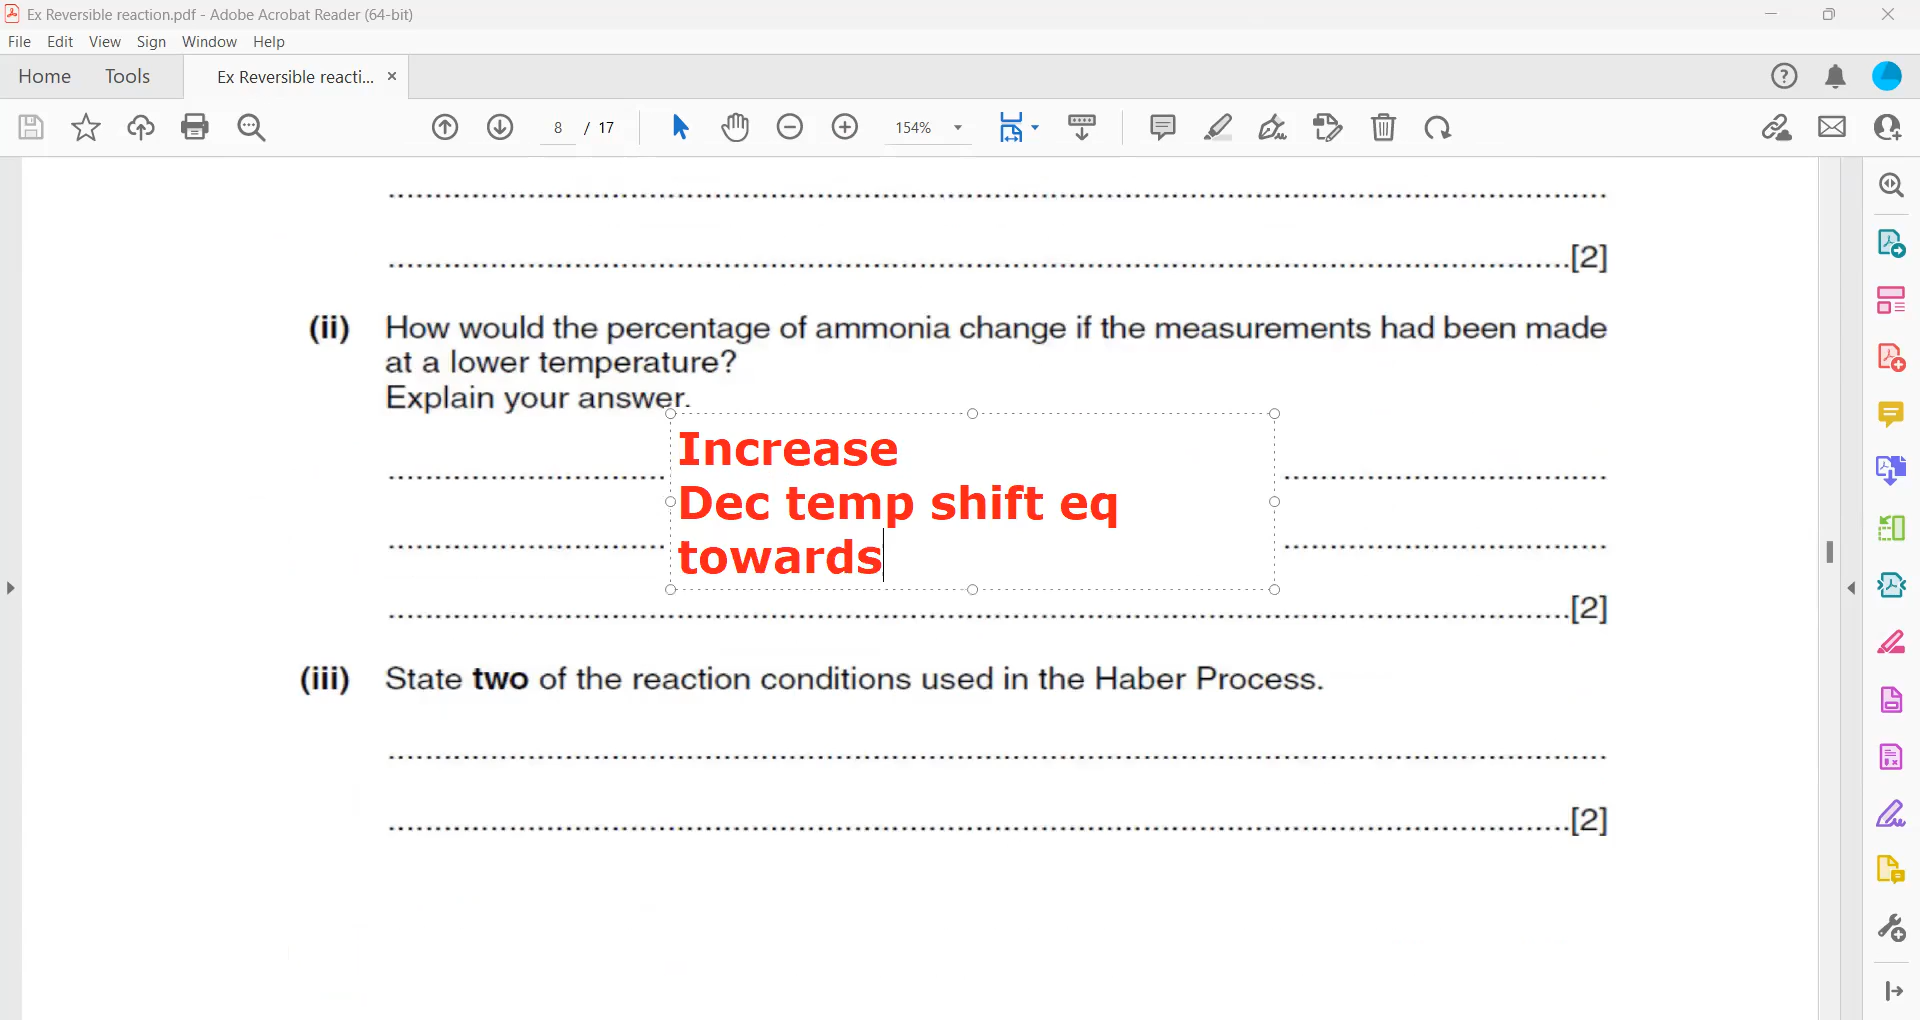 Ex Reversible reaction.pdf - Adobe Acrobat Reader (64-bit)
File Edit View Sign Window Help
Home Tools Ex Reversible reacti... ×
8 / 17 154%
[2]
(ii) How would the percentage of ammonia change if the measurements had been made
at a lower temperature?
Explain your answer.
Increase
Dec temp shift eq
towards
[2]
(iii) State two of the reaction conditions used in the Haber Process.
[2]